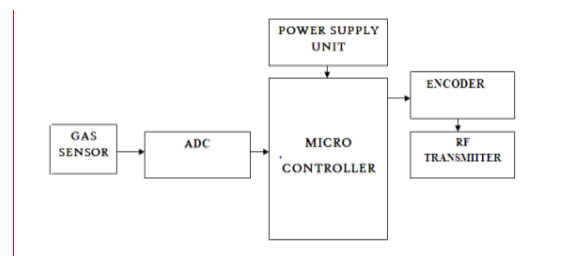 POWER SUPPLY
UNIT
ENCODER
GAS
SENSOR
ADC
MICRO
CONTROLLER
RF
TRANSMIITER